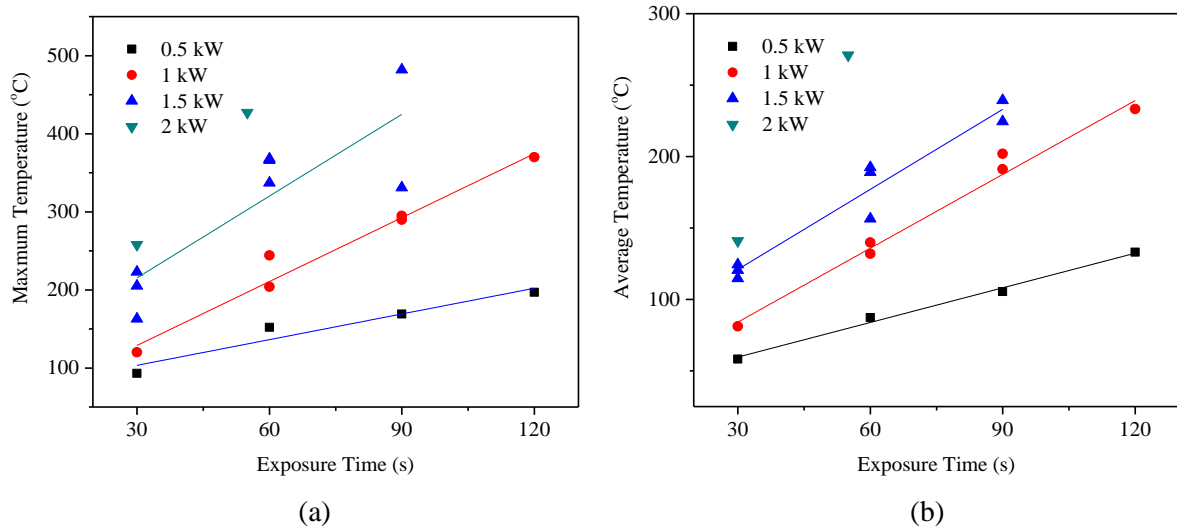 500
400
300
200
100
Maxmum Temperature (°C)
0.5 kW
1 kW
1.5 kW
2 kW
30
60
90
120
Exposure Time (s)
(a)
300
200
100
Average Temperature (°C)
0.5 kW
1 kW
1.5 kW
2 kW
30
60
90
120
Exposure Time (s)
(b)